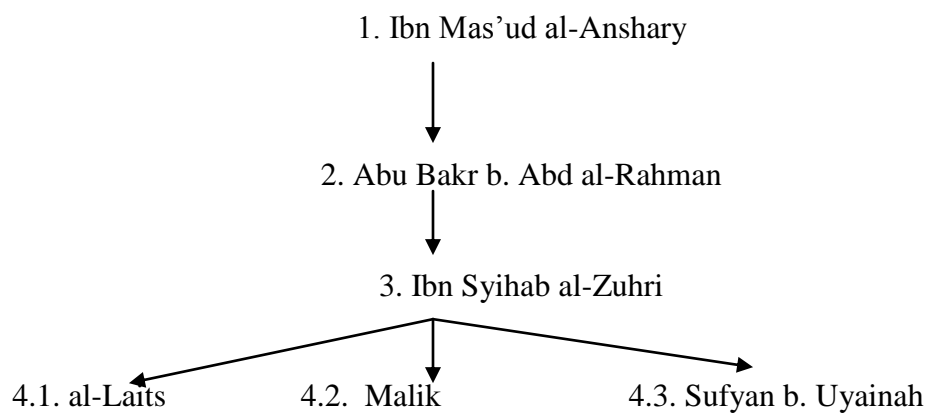 1. Ibn Mas’ud al-Anshary
2. Abu Bakr b. Abd al-Rahman
3. Ibn Syihab al-Zuhri
4.1. al-Laits 4.2. Malik 4.3. Sufyan b. Uyainah